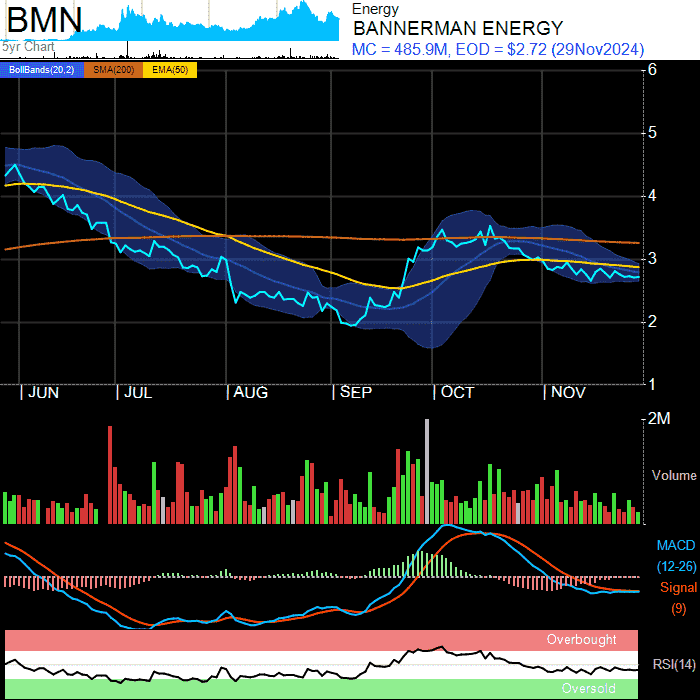 BMN
5yr Chart
Energy
BANNERMAN ENERGY
MC = 485.9M, EOD = $2.72 (29Nov2024)
BollBands(20,2) SMA(200) EMA(50)
6
5
4
3
2
1
JUN JUL AUG SEP OCT NOV
2M
Volume
MACD
(12-26)
Signal
(9)
Overbought
RSI(14)
Oversold